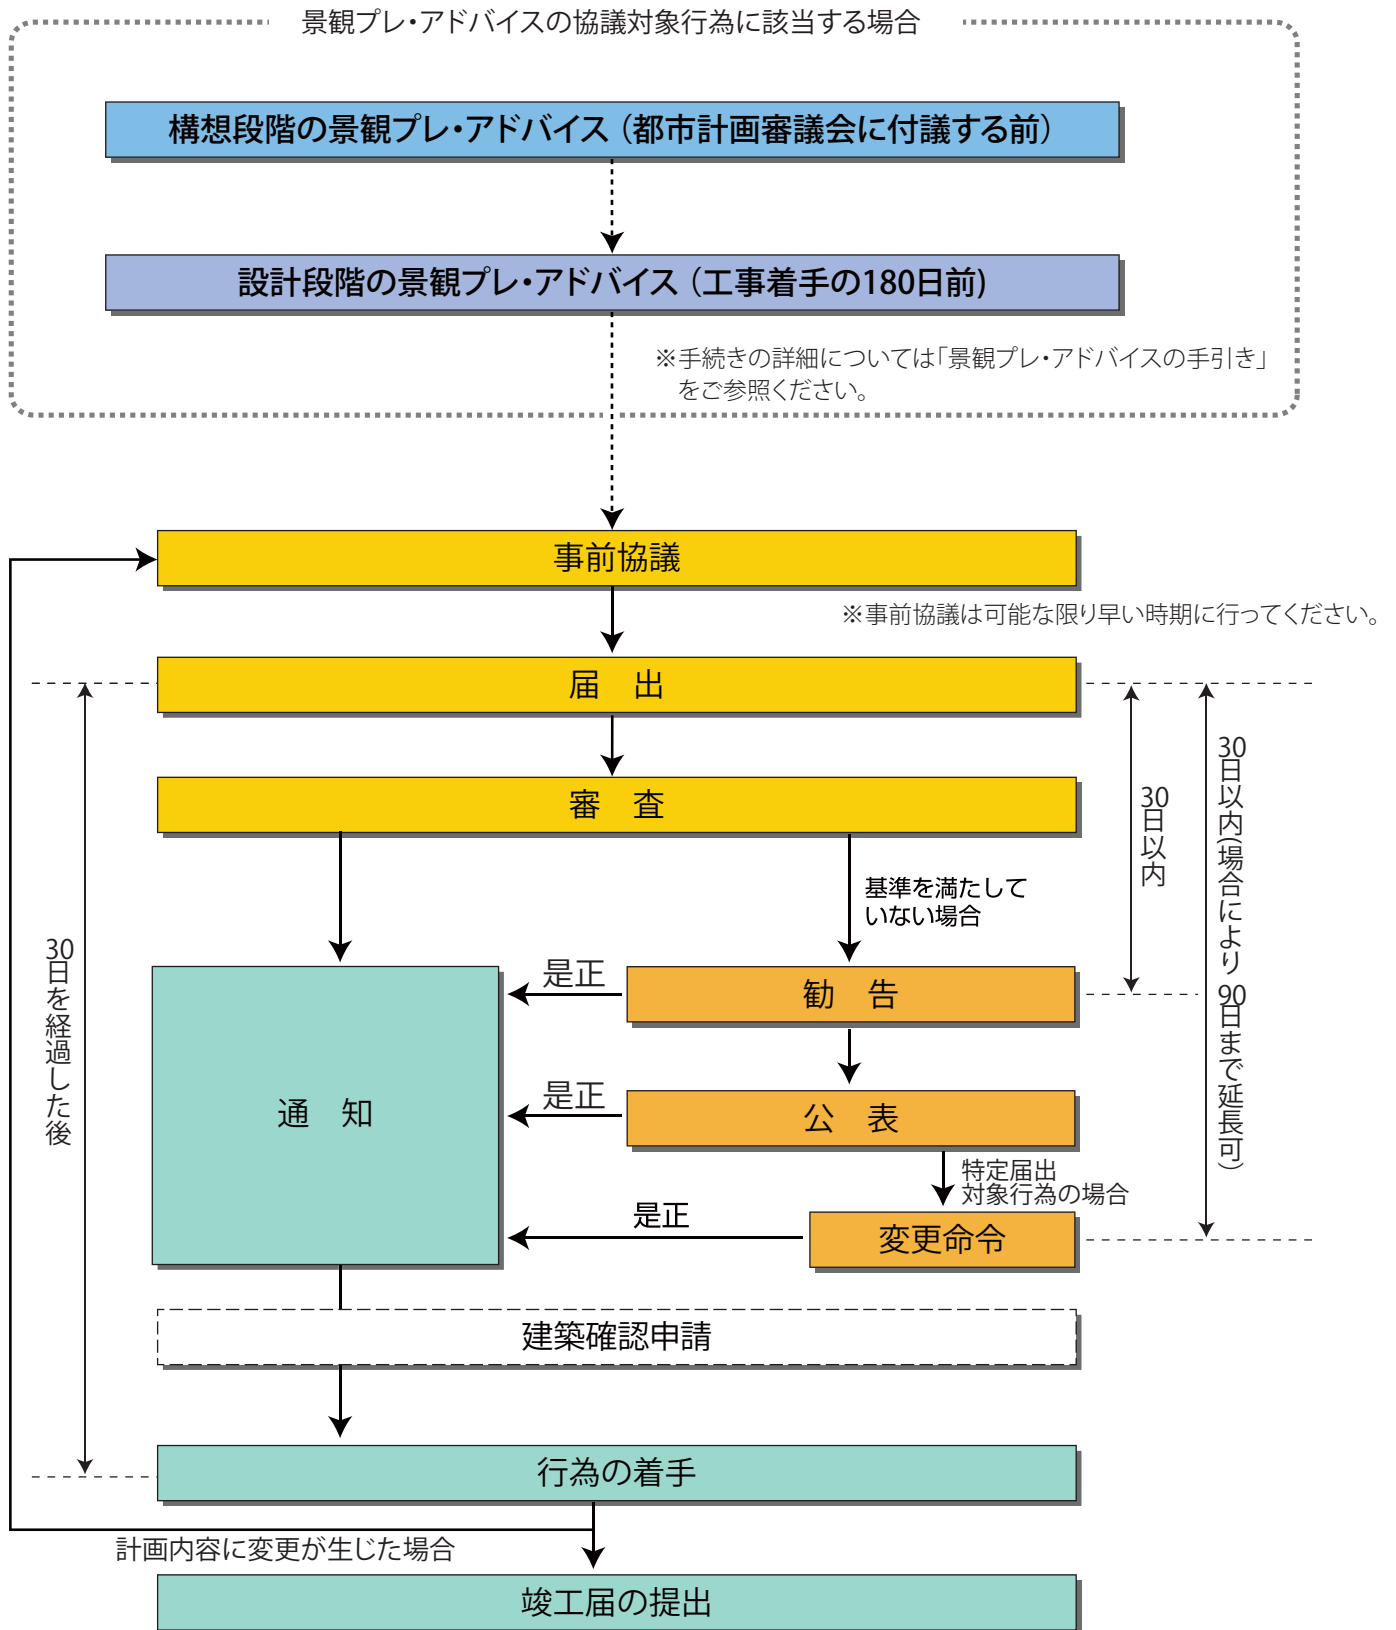 景観プレ・アドバイスの協議対象行為に該当する場合
構想段階の景観プレ・アドバイス（都市計画審議会に付議する前）
設計段階の景観プレ・アドバイス（工事着手の180日前)
※手続きの詳細については「景観プレ・アドバイスの手引き」
をご参照ください。
事前協議
※事前協議は可能な限り早い時期に行ってください。
届　出
審　査
30日以内
30日以内(場合により90日まで延長可)
基準を満たして
いない場合
30日を経過した後
通　知
是正
勧　告
是正
公　表
特定届出
対象行為の場合
是正
変更命令
建築確認申請
行為の着手
計画内容に変更が生じた場合
竣工届の提出